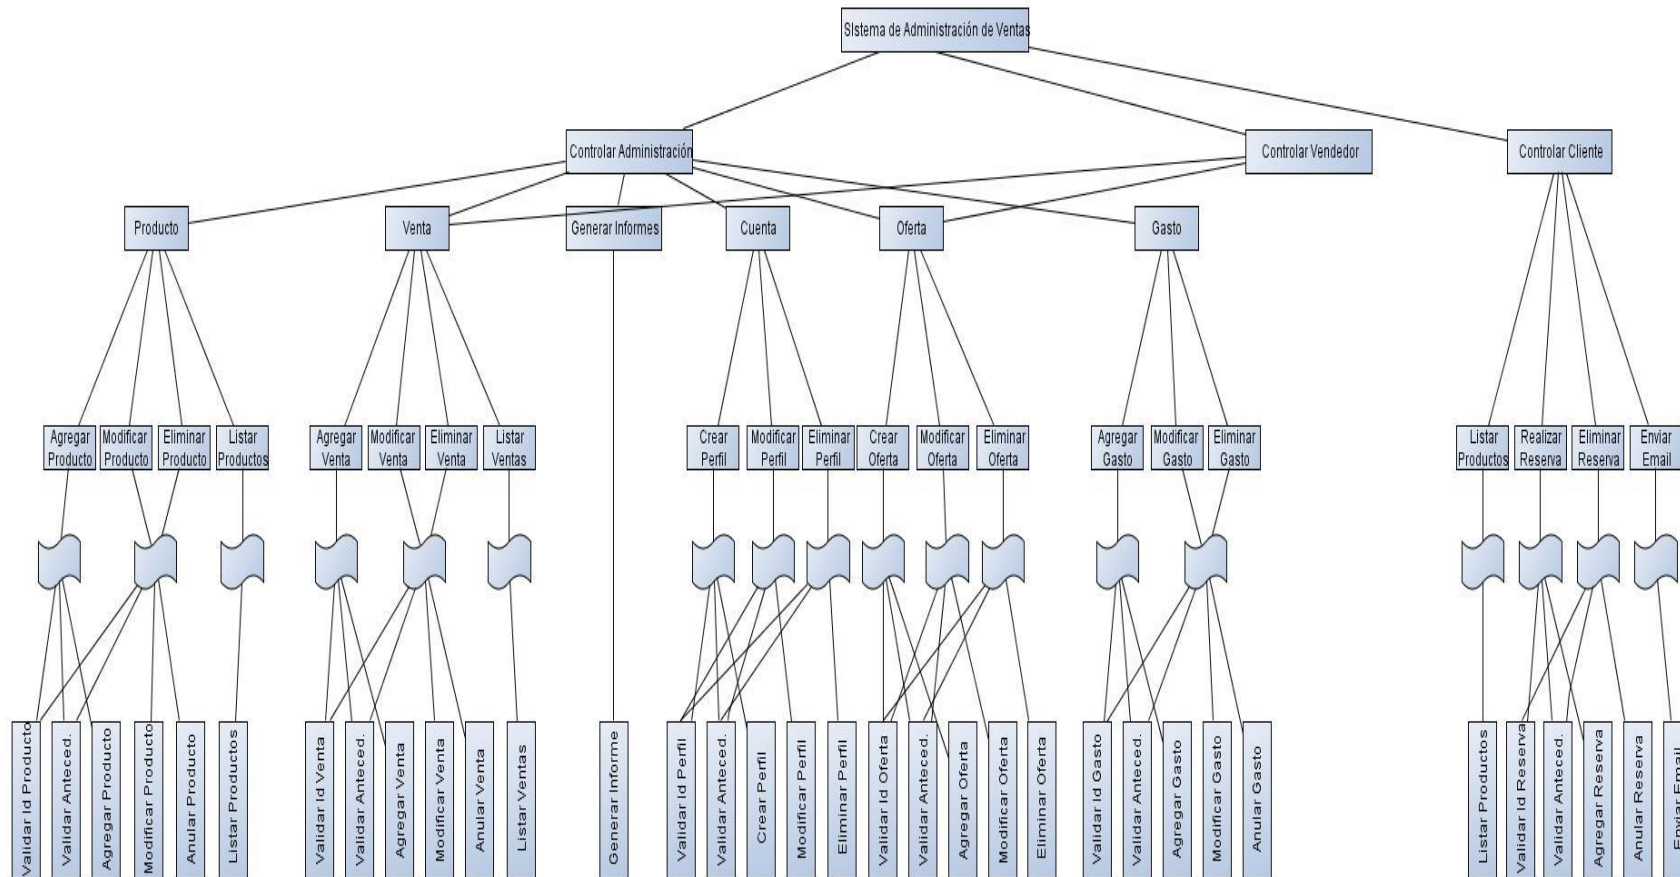 SIstema de Administración de Ventas
Controlar Administración
Controlar Vendedor
Controlar Cliente
Producto
Venta
Generar Informes
Cuenta
Oferta
Gasto
Agregar
Producto
Modificar
Producto
Eliminar
Producto
Listar
Productos
Agregar
Venta
Modificar
Venta
Eliminar
Venta
Listar
Ventas
Crear
Perfil
Modificar
Perfil
Eliminar
Perfil
Crear
Oferta
Modificar
Oferta
Eliminar
Oferta
Agregar
Gasto
Modificar
Gasto
Eliminar
Gasto
Listar
Productos
Realizar
Reserva
Eliminar
Reserva
Enviar
Email
Validar Id Producto
Validar Anteced.
Agregar Producto
Modificar Producto
Anular Producto
Listar Productos
Validar Id Venta
Validar Anteced.
Agregar Venta
Modificar Venta
Anular Venta
Listar Ventas
Generar Informe
Validar Id Perfil
Validar Anteced.
Crear Perfil
Modificar Perfil
Eliminar Perfil
Validar Id Oferta
Validar Anteced.
Agregar Oferta
Modificar Oferta
Eliminar Oferta
Validar Id Gasto
Validar Anteced.
Agregar Gasto
Modificar Gasto
Anular Gasto
Listar Productos
Validar Id Reserva
Validar Anteced.
Agregar Reserva
Anular Reserva
Enviar Email